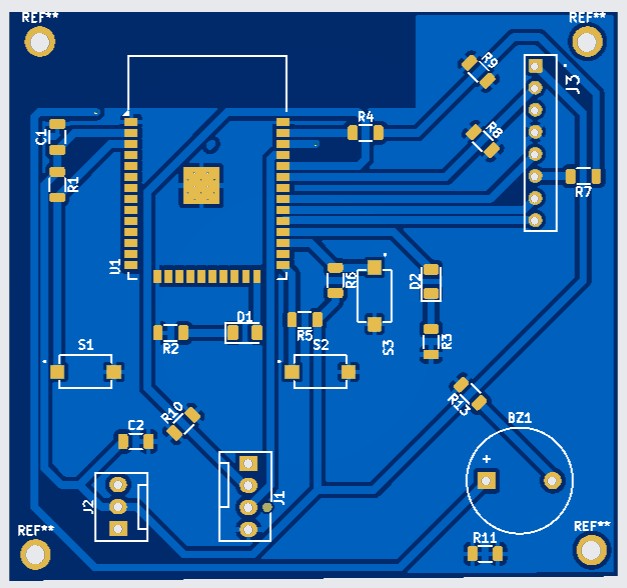 REF**
REF**
R9
J3
R4
C1
R8
R1
R7
U1
R6
D2
D1
R5
R2
R3
S1
S2
S3
R13
R10
BZ1
C2
+
J2
J1
REF**
R11
REF**